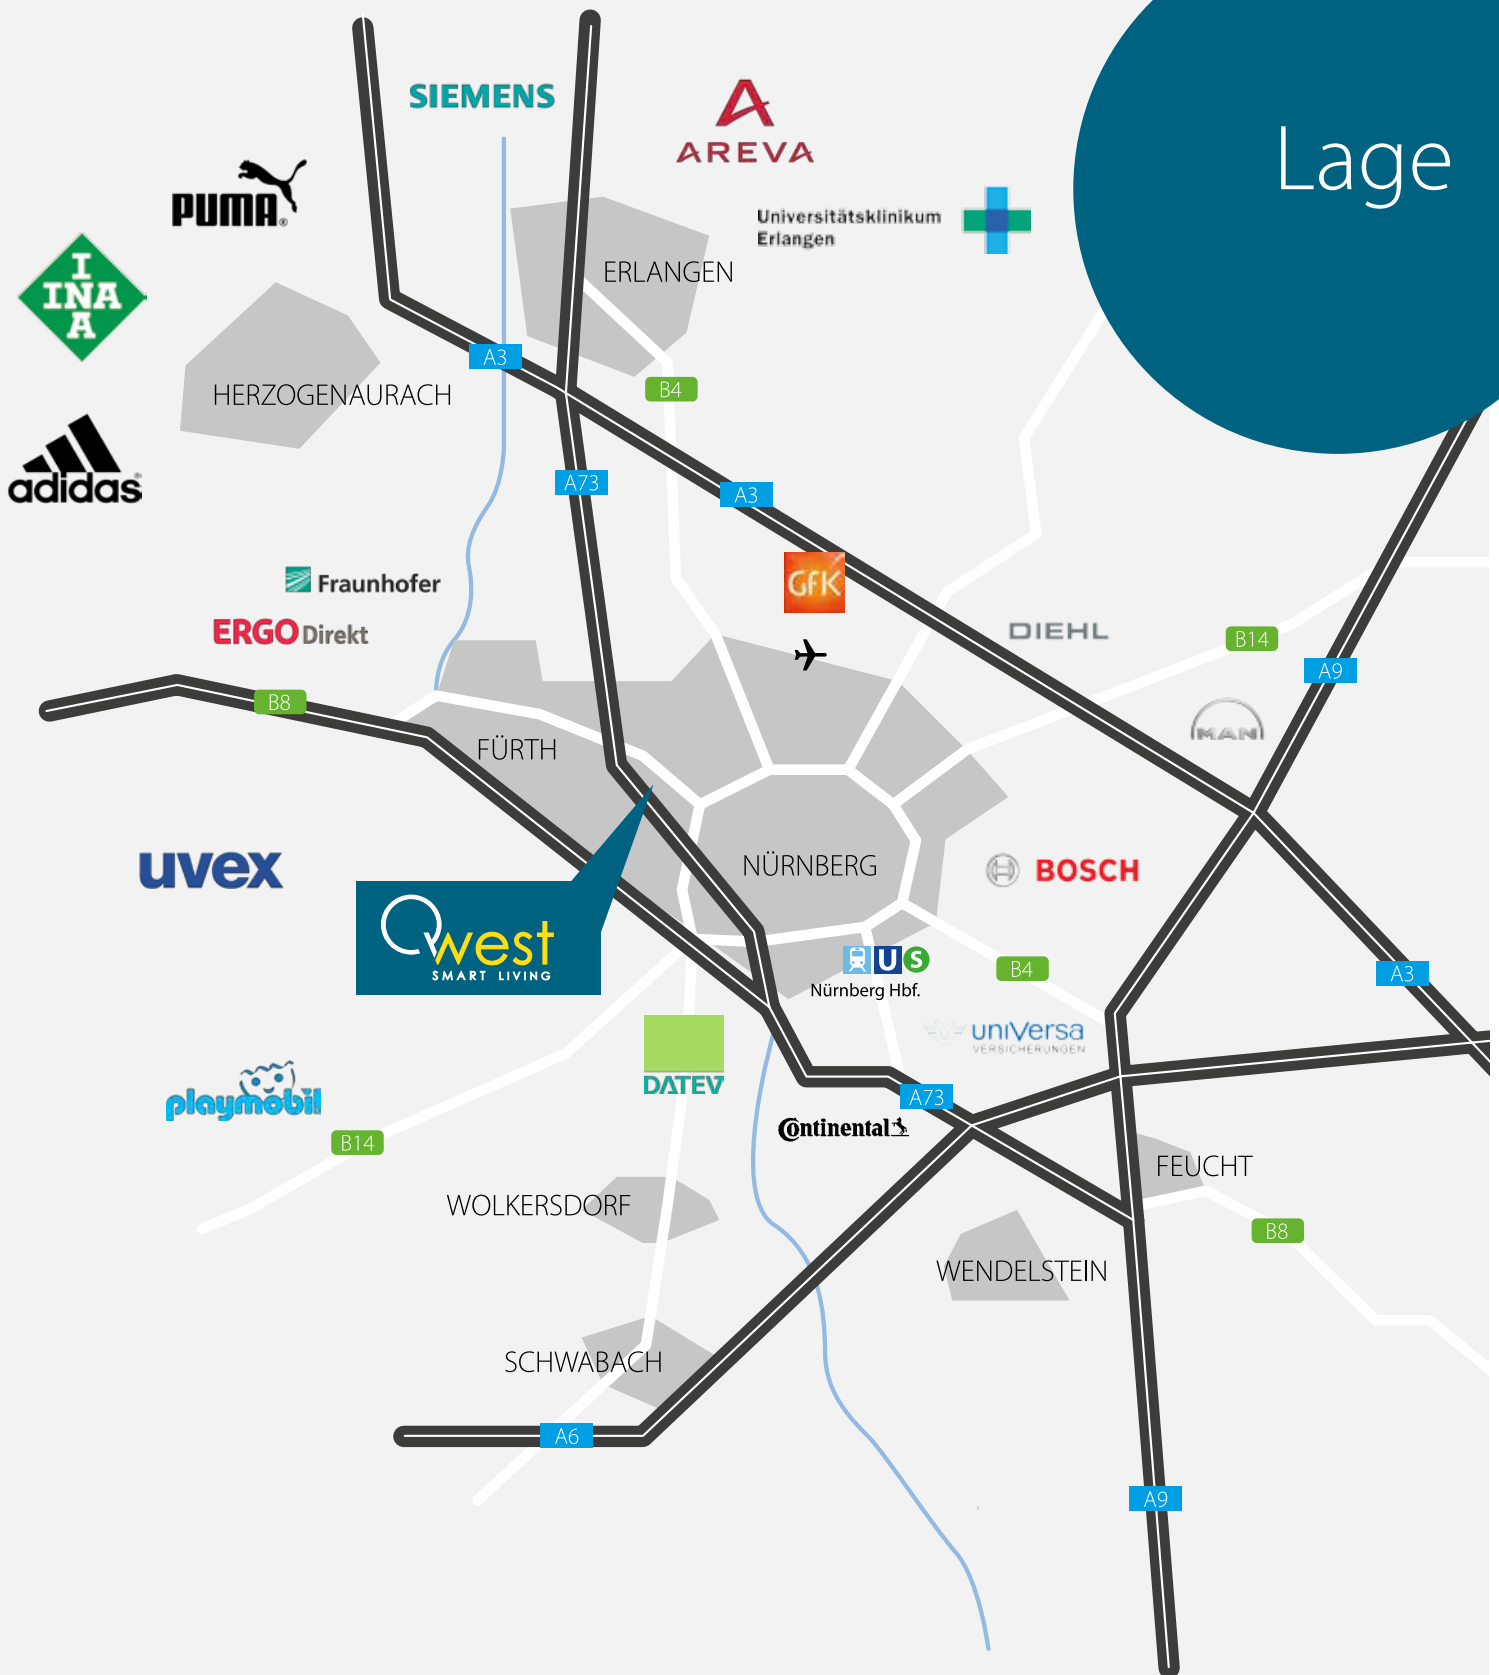 Lage
SIEMENS
AREVA
PUMA®
Universitätsklinikum
Erlangen
INA
INA
ERLANGEN
A3
B4
HERZOGENAURACH
adidas
A73
A3
GFK
Fraunhofer
ERGO Direkt
DIEHL
B14
A9
B8
MAN
FÜRTH
NÜRNBERG
uvex
BOSCH
Qwest
SMART LIVING
U S
Nürnberg Hbf.
B4
A3
uniVersa
VERSICHERUNGEN
DATEV
playmobil
A73
Continental
B14
FEUCHT
WOLKERSDORF
B8
WENDELSTEIN
SCHWABACH
A6
A9